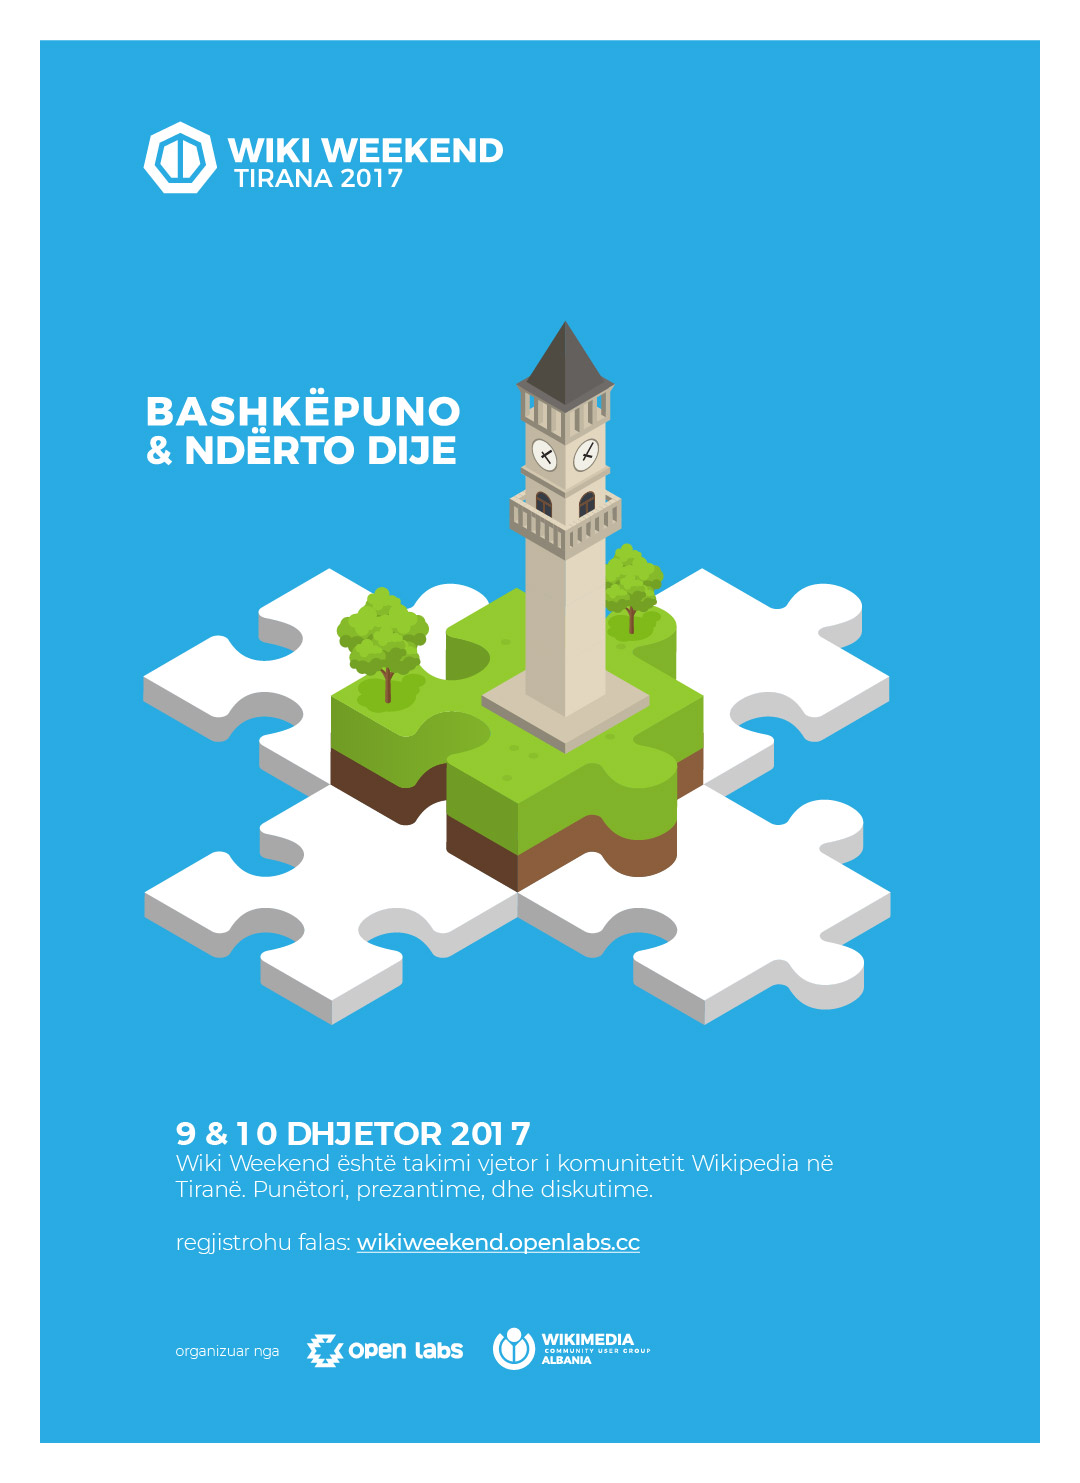 WIKI WEEKEND
TIRANA 2017
BASHKËPUNO
& NDËRTO DIJE
9 & 10 DHJETOR 2017
Wiki Weekend është takimi vjetor i komunitetit Wikipedia në
Tiranë. Punëtori, prezantime, dhe diskutime.
regjistrohu falas: wikiweekend.openlabs.cc
organizuar nga
open labs
WIKIMEDIA
COMMUNITY USER GROUP
ALBANIA